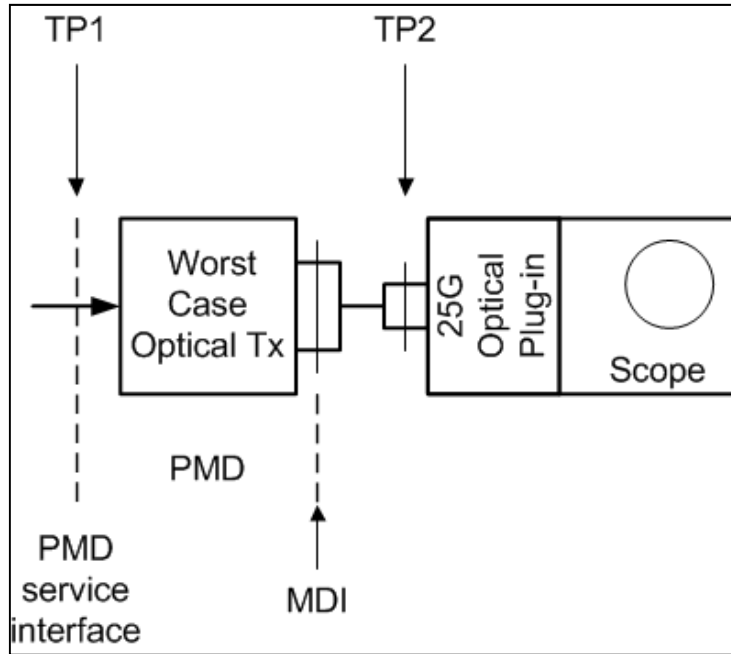 TP1
TP2
Worst
Case
Optical Tx
25G
Optical
Plug-in
Scope
PMD
PMD
service
interface
MDI